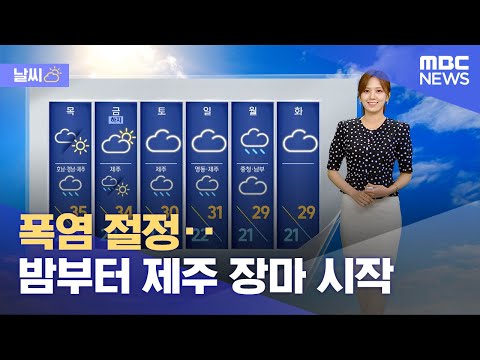 날씨
MBC
NEWS
목 금 토 일 월 화
하지
호남·경남·제주 제주 제주 영동·제주 충청·남부
35 34 30 31 29 29
22 21 21
폭염 절정··
밤부터 제주 장마 시작